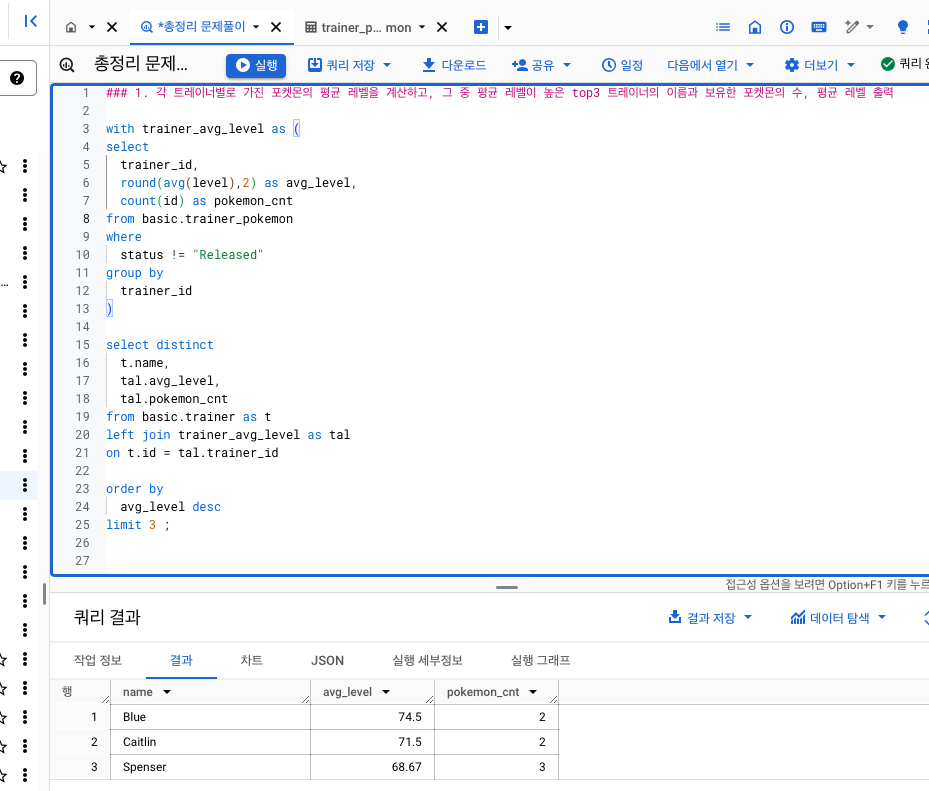 *총정리 문제풀이
trainer_p... mon
총정리 문제...
실행
쿼리 저장
다운로드
공유
일정
다음에서 열기
더보기
쿼리 완
1 ### 1. 각 트레이너별로 가진 포켓몬의 평균 레벨을 계산하고, 그 중 평균 레벨이 높은 top3 트레이너의 이름과 보유한 포켓몬의 수, 평균 레벨 출력
2
3 with trainer_avg_level as (
4 select
5 trainer_id,
6 round(avg(level),2) as avg_level,
7 count(id) as pokemon_cnt
8 from basic.trainer_pokemon
9 where
10 status != "Released"
11 group by
12 trainer_id
13 )
14
15 select distinct
16 t.name,
17 tal.avg_level,
18 tal.pokemon_cnt
19 from basic.trainer as t
20 left join trainer_avg_level as tal
21 on t.id = tal.trainer_id
22
23 order by
24 avg_level desc
25 limit 3 ;
26
27
접근성 옵션을 보려면 Option+F1 키를 누르
쿼리 결과
결과 저장
데이터 탐색
작업 정보
결과
차트
JSON
실행 세부정보
실행 그래프
행 name avg_level pokemon_cnt
1 Blue 74.5 2
2 Caitlin 71.5 2
3 Spenser 68.67 3